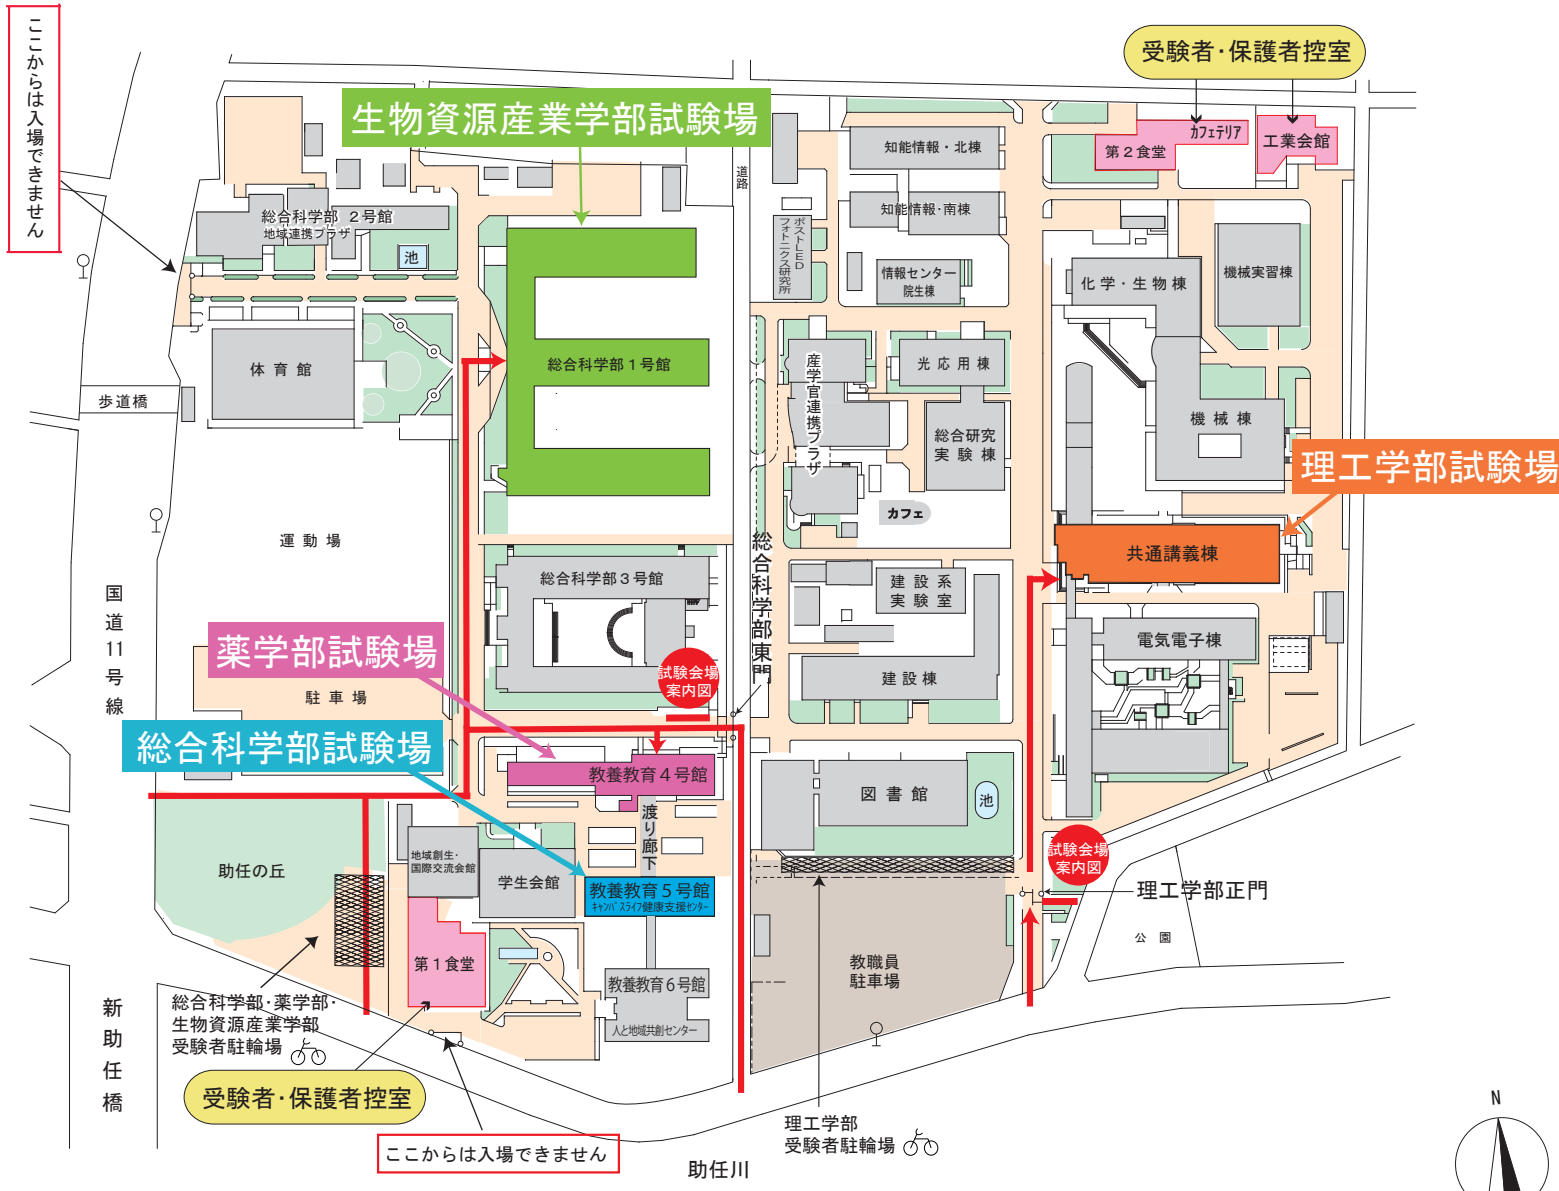 ここからは入場できません
受験者・保護者控室
生物資源産業学部試験場
道路
知能情報・北棟
第２食堂
カフェテリア
工業会館
総合科学部 ２号館
地域連携プラザ
池
知能情報・南棟
ポストLED
フォトニクス研究所
情報センター
院生棟
化学・生物棟
機械実習棟
体育館
総合科学部１号館
産学官連携プラザ
光応用棟
歩道橋
総合研究
実験棟
機械棟
理工学部試験場
カフェ
運動場
共通講義棟
総合科学部３号館
総合科学部東門
建設系
実験室
国道11号線
薬学部試験場
電気電子棟
試験会場
案内図
建設棟
駐車場
総合科学部試験場
教養教育４号館
図書館
池
渡り廊下
助任の丘
地域創生・
国際交流会館
学生会館
教養教育５号館
キャンパスライフ健康支援センター
試験会場
案内図
理工学部正門
公園
第１食堂
教養教育６号館
人と地域共創センター
教職員
駐車場
新助任橋
総合科学部・薬学部・
生物資源産業学部
受験者駐輪場
受験者・保護者控室
ここからは入場できません
理工学部
受験者駐輪場
助任川
N